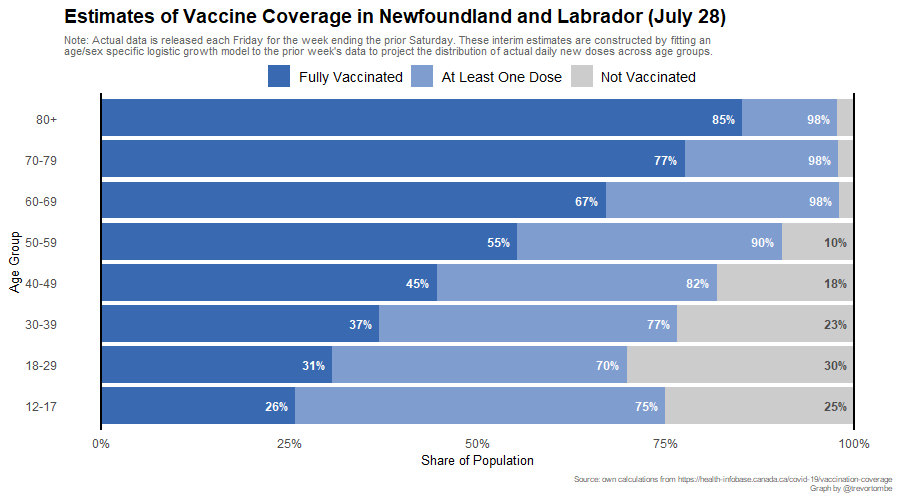 Estimates of Vaccine Coverage in Newfoundland and Labrador (July 28)
Note: Actual data is released each Friday for the week ending the prior Saturday. These interim estimates are constructed by fitting an
age/sex specific logistic growth model to the prior week's data to project the distribution of actual daily new doses across age groups.
Fully Vaccinated At Least One Dose Not Vaccinated
80+ 85% 98%
70-79 77% 98%
60-69 67% 98%
50-59 55% 90% 10%
Age Group
40-49 45% 82% 18%
30-39 37% 77% 23%
18-29 31% 70% 30%
12-17 26% 75% 25%
0% 25% 50% 75% 100%
Share of Population
Source: own calculations from https://health-infobase.canada.ca/covid-19/vaccination-coverage
Graph by @trevortombe